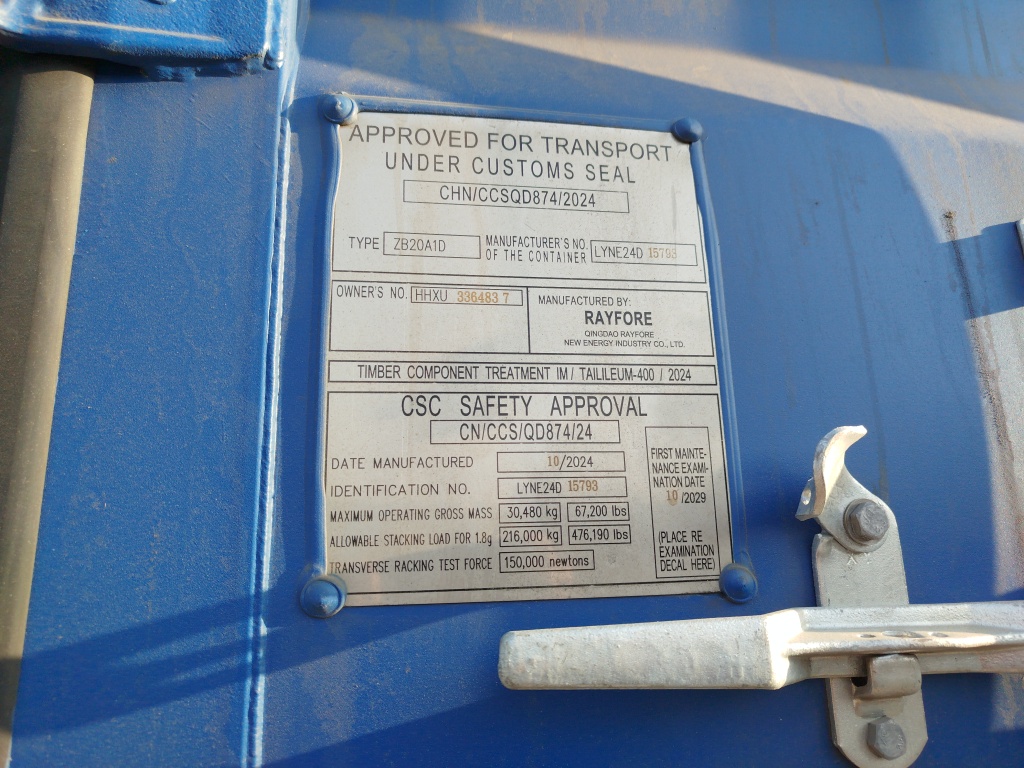 APPROVED FOR TRANSPORT
UNDER CUSTOMS SEAL
CHN/CCSQD874/2024
TYPE ZB20A1D MANUFACTURER'S NO. OF THE CONTAINER LYNE24D 15793
OWNER'S NO. HHXU 336483 7
MANUFACTURED BY:
RAYFORE
QINGDAO RAYFORE
NEW ENERGY INDUSTRY CO., LTD.
TIMBER COMPONENT TREATMENT IM / TAILILEUM-400 / 2024
CSC SAFETY APPROVAL
CN/CCS/QD874/24
DATE MANUFACTURED 10/2024
IDENTIFICATION NO. LYNE24D 15793
MAXIMUM OPERATING GROSS MASS 30,480 kg 67,200 lbs
ALLOWABLE STACKING LOAD FOR 1.8g 216,000 kg 476,190 lbs
TRANSVERSE RACKING TEST FORCE 150,000 newtons
FIRST MAINTE-
NANCE EXAMI-
NATION DATE
10 /2029
(PLACE RE
EXAMINATION
DECAL HERE)